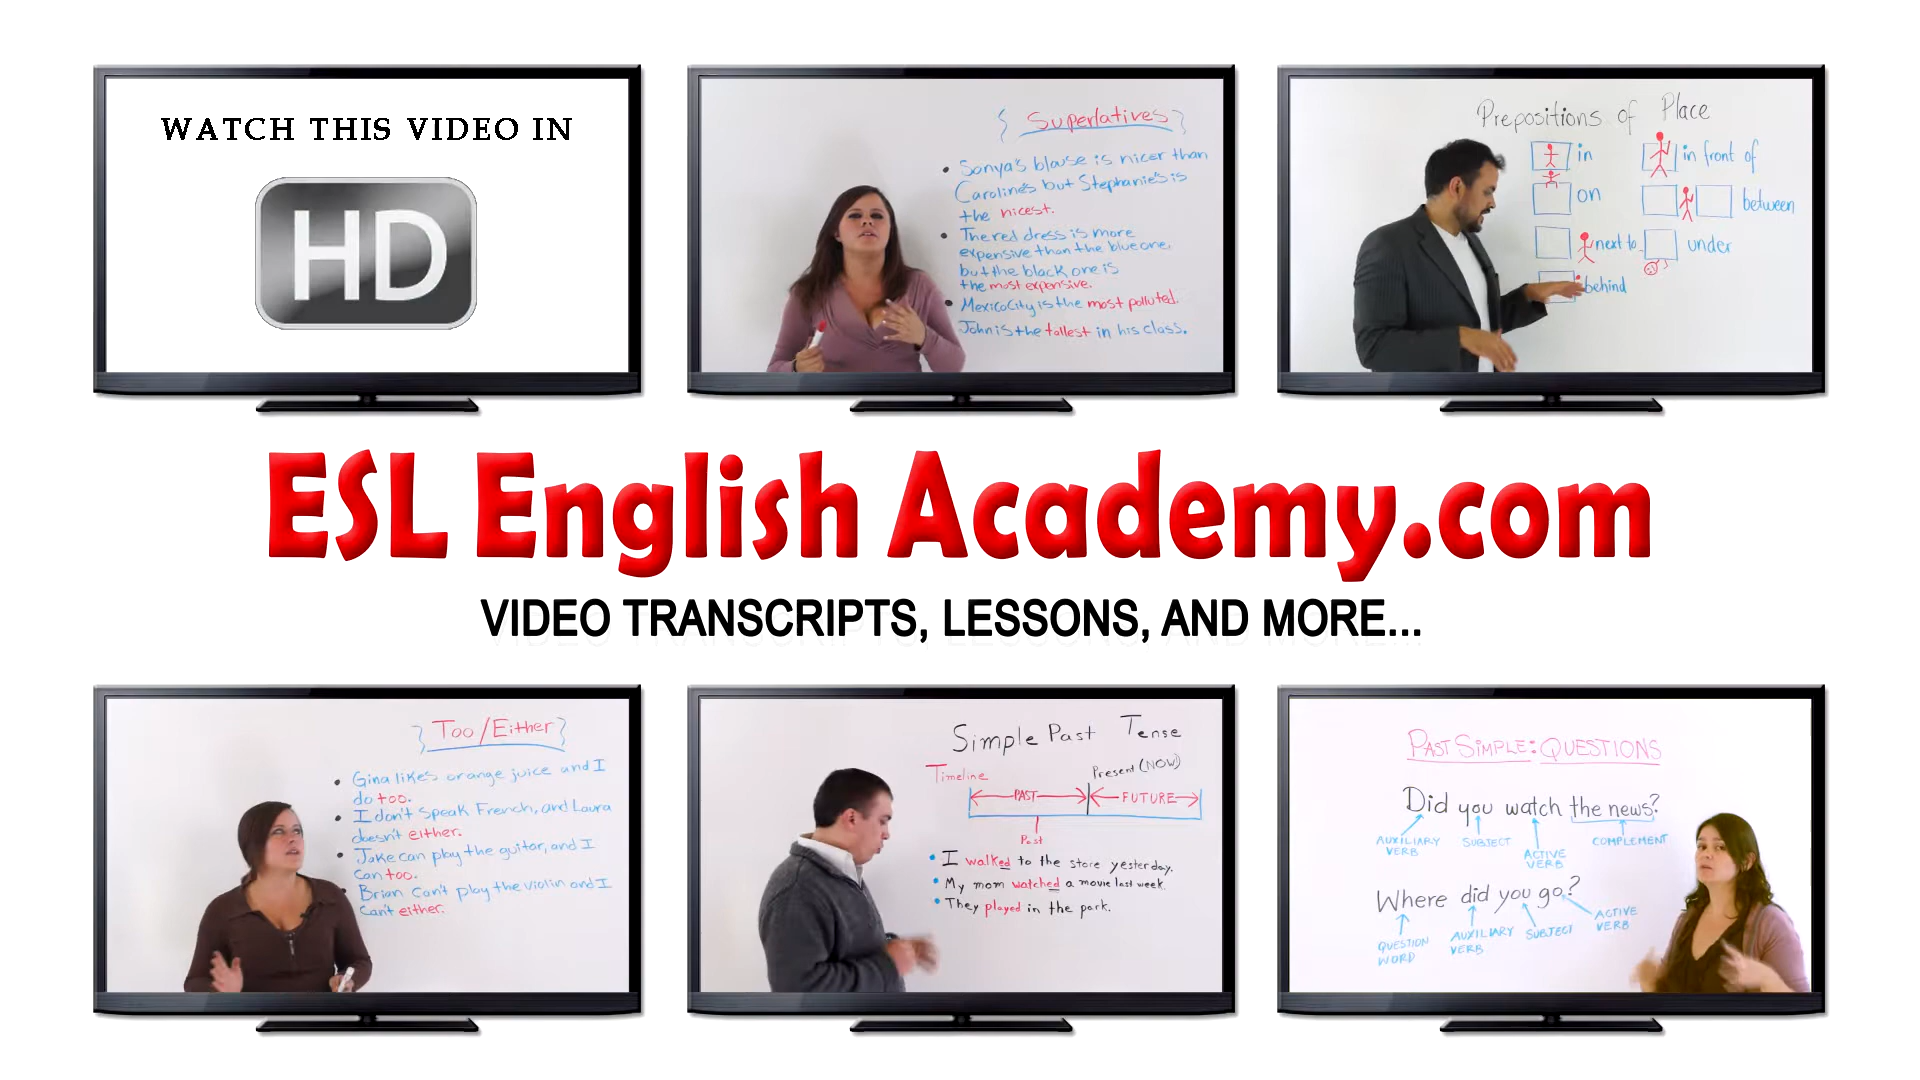 WATCH THIS VIDEO IN
HD
Superlatives
Sonya's blouse is nicer than
Caroline's but Stephanie's is
the nicest.
The red dress is more
expensive than the blue one,
but the black one is
the most expensive.
Mexico City is the most polluted.
John is the tallest in his class.
Prepositions of Place
in
in front of
on
between
next to
under
behind
ESL English Academy.com
VIDEO TRANSCRIPTS, LESSONS, AND MORE...
Too/Either
Gina likes orange juice and I
do too.
I don't speak French, and Laura
doesn't either.
Jake can play the guitar, and I
can too.
Brian can't play the violin and I
can't either.
Simple Past Tense
Timeline
Present (NOW)
PAST
FUTURE
Past
I walked to the store yesterday.
My mom watched a movie last week.
They played in the park.
PAST SIMPLE: QUESTIONS
Did you watch the news?
AUXILIARY VERB
SUBJECT
ACTIVE VERB
COMPLEMENT
Where did you go?
QUESTION WORD
AUXILIARY VERB
SUBJECT
ACTIVE VERB